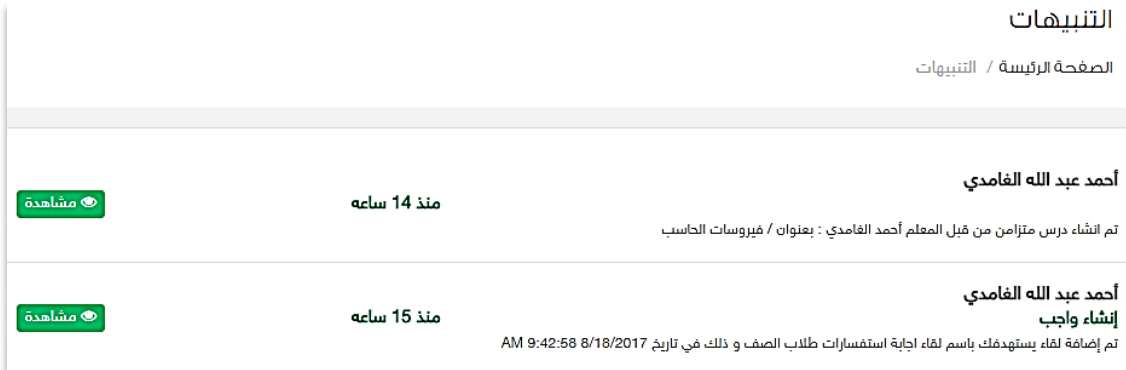 التنبيهات
الصفحة الرئيسة / التنبيهات
أحمد عبد الله الغامدي
منذ 14 ساعه
مشاهدة
تم انشاء درس متزامن من قبل المعلم أحمد الغامدي : بعنوان / فيروسات الحاسب
أحمد عبد الله الغامدي
إنشاء واجب
منذ 15 ساعه
مشاهدة
تم إضافة لقاء يستهدفك باسم لقاء اجابة استفسارات طلاب الصف و ذلك في تاريخ 8/18/2017 9:42:58 AM